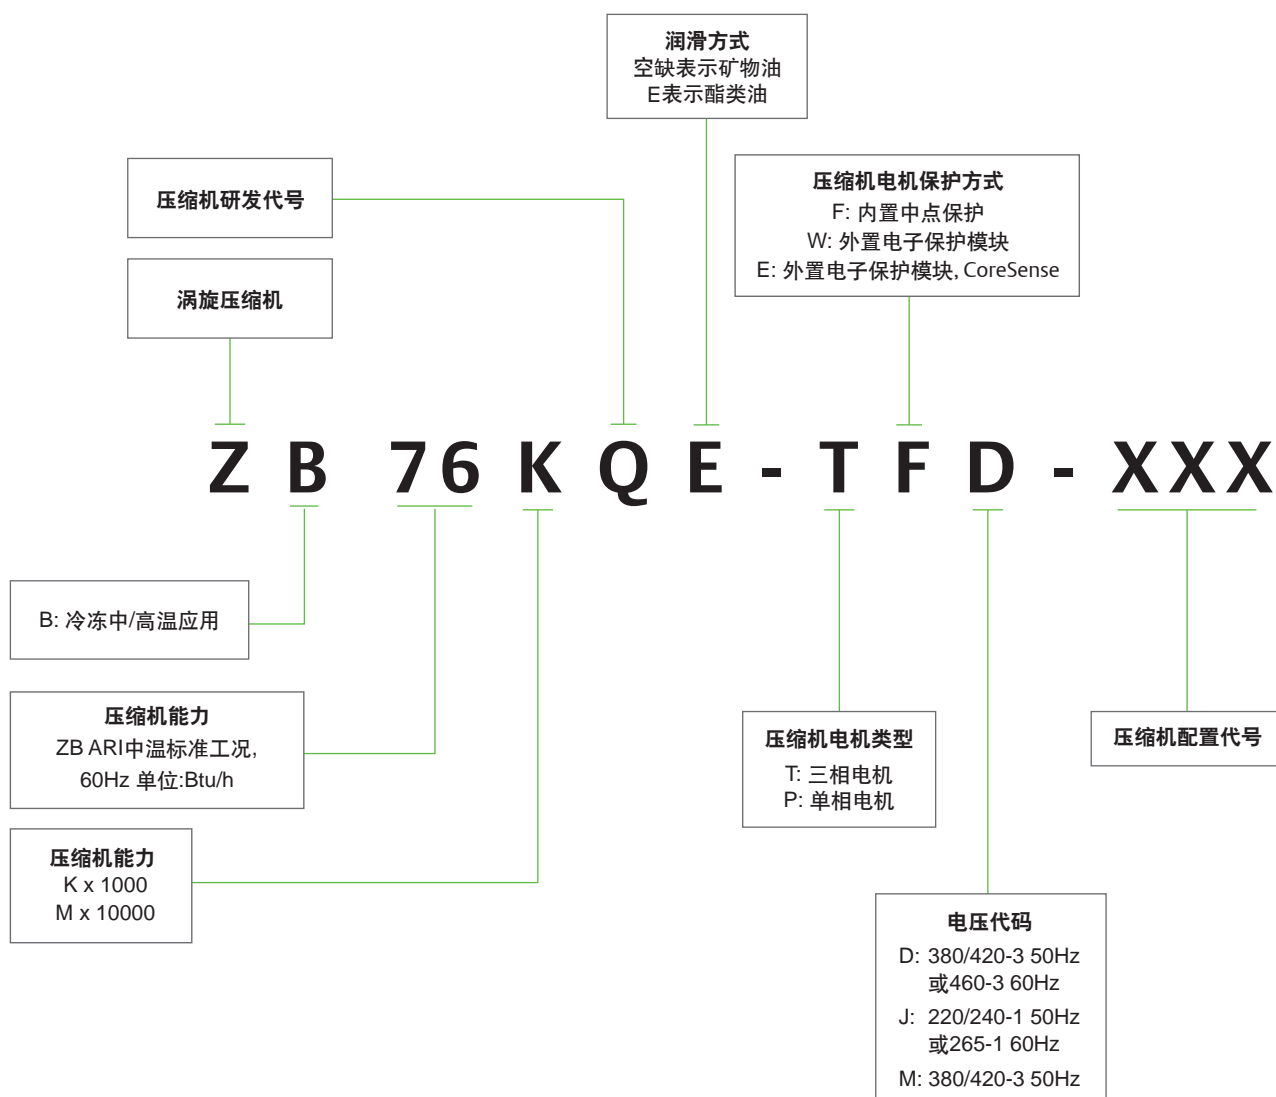 润滑方式
空缺表示矿物油
E表示酯类油
压缩机研发代号
压缩机电机保护方式
F: 内置中点保护
W: 外置电子保护模块
E: 外置电子保护模块, CoreSense
涡旋压缩机
Z B 76 K Q E - T F D - XXX
B: 冷冻中/高温应用
压缩机能力
ZB ARI中温标准工况,
60Hz 单位:Btu/h
压缩机能力
K x 1000
M x 10000
压缩机电机类型
T: 三相电机
P: 单相电机
压缩机配置代号
电压代码
D: 380/420-3 50Hz
或460-3 60Hz
J: 220/240-1 50Hz
或265-1 60Hz
M: 380/420-3 50Hz